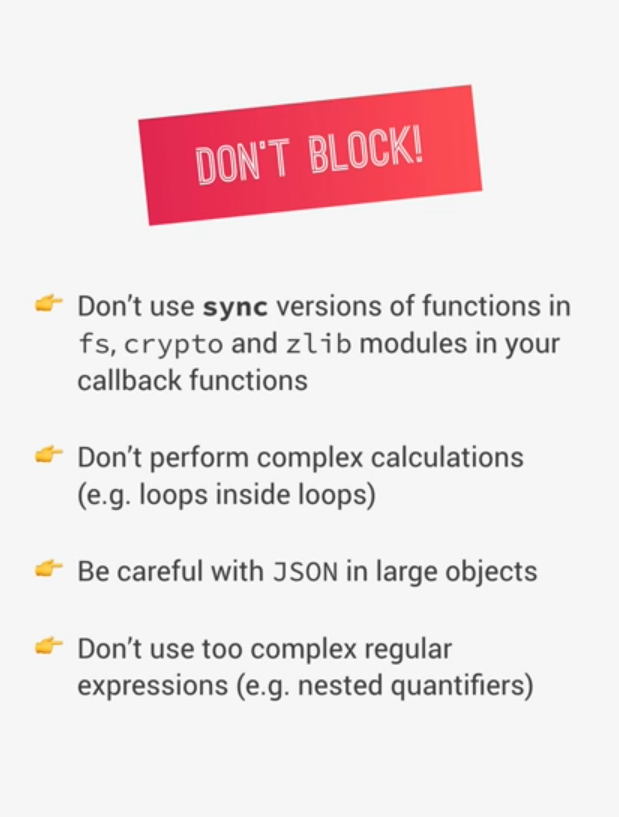 DON'T BLOCK!
👉 Don't use sync versions of functions in
fs, crypto and zlib modules in your
callback functions
👉 Don't perform complex calculations
(e.g. loops inside loops)
👉 Be careful with JSON in large objects
👉 Don't use too complex regular
expressions (e.g. nested quantifiers)